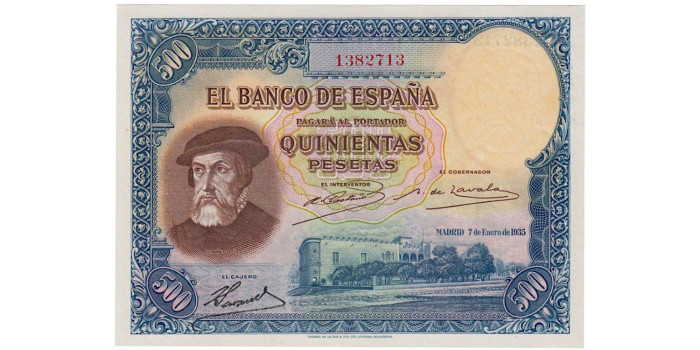 500
1382713
EL BANCO DE ESPAÑA
PAGARÁ AL PORTADOR
QUINIENTAS
PESETAS
EL INTERVENTOR
EL GOBERNADOR
MADRID 7 de Enero de 1935
EL CAJERO
500
500